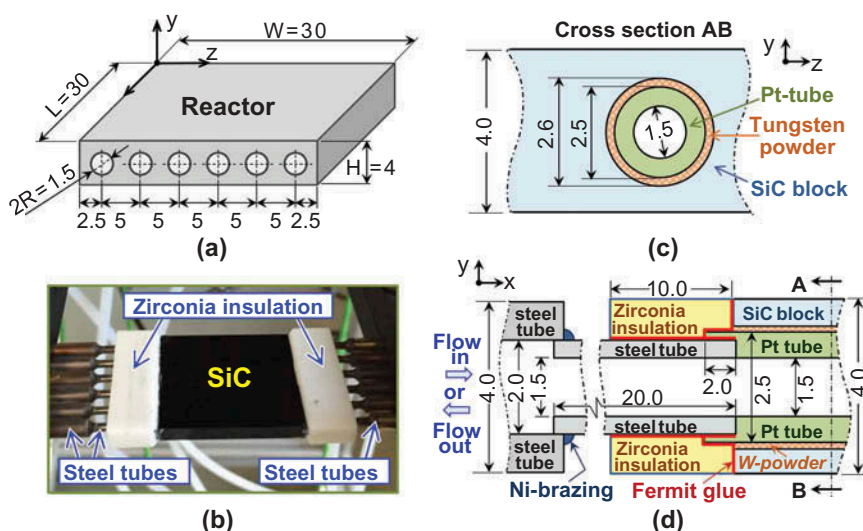 y
z
W=30
L=30
Reactor
2R=1.5
H=4
2.5 5 5 5 5 5 2.5
(a)
Cross section AB
y
z
4.0
2.6
2.5
1.5
Pt-tube
Tungsten
powder
SiC block
(c)
Zirconia insulation
SiC
Steel tubes
Steel tubes
(b)
y
x
10.0
A
steel
tube
Zirconia
insulation
SiC block
Flow
in
or
Flow
out
steel tube
Pt tube
4.0
2.0
1.5
2.0
20.0
2.5
1.5
4.0
steel tube
Pt tube
steel
tube
Zirconia
insulation
W-powder
B
Ni-brazing
Fermit glue
(d)